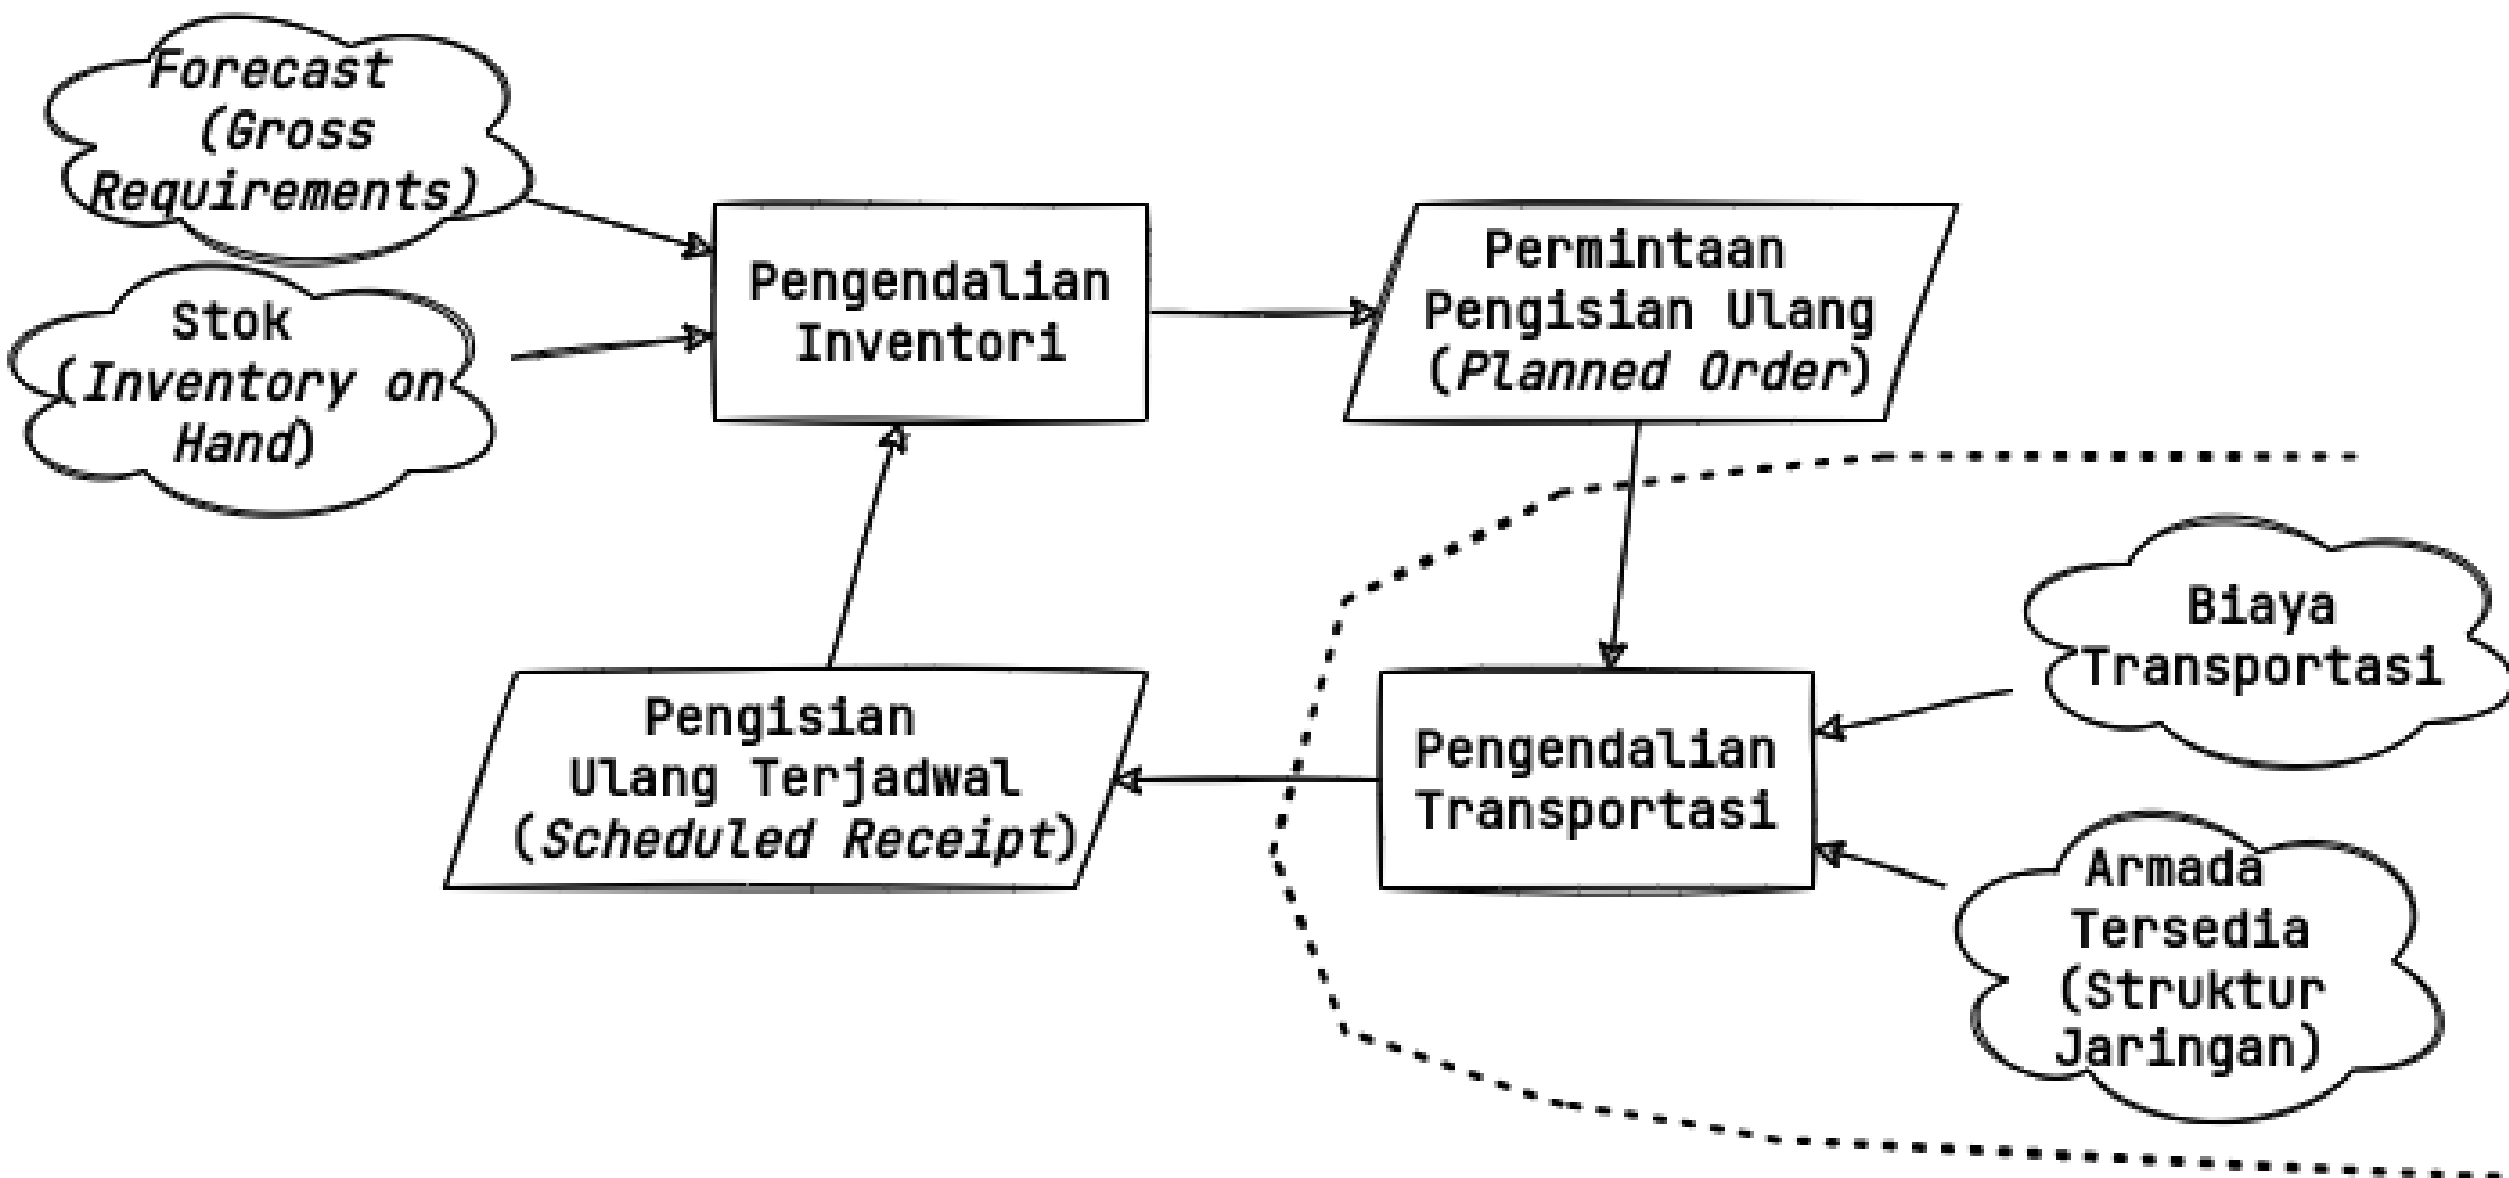 Forecast
(Gross
Requirements)
Stok
(Inventory on
Hand)
Pengendalian
Inventori
Permintaan
Pengisian Ulang
(Planned Order)
Biaya
Transportasi
Pengendalian
Transportasi
Armada
Tersedia
(Struktur
Jaringan)
Pengisian
Ulang Terjadwal
(Scheduled Receipt)